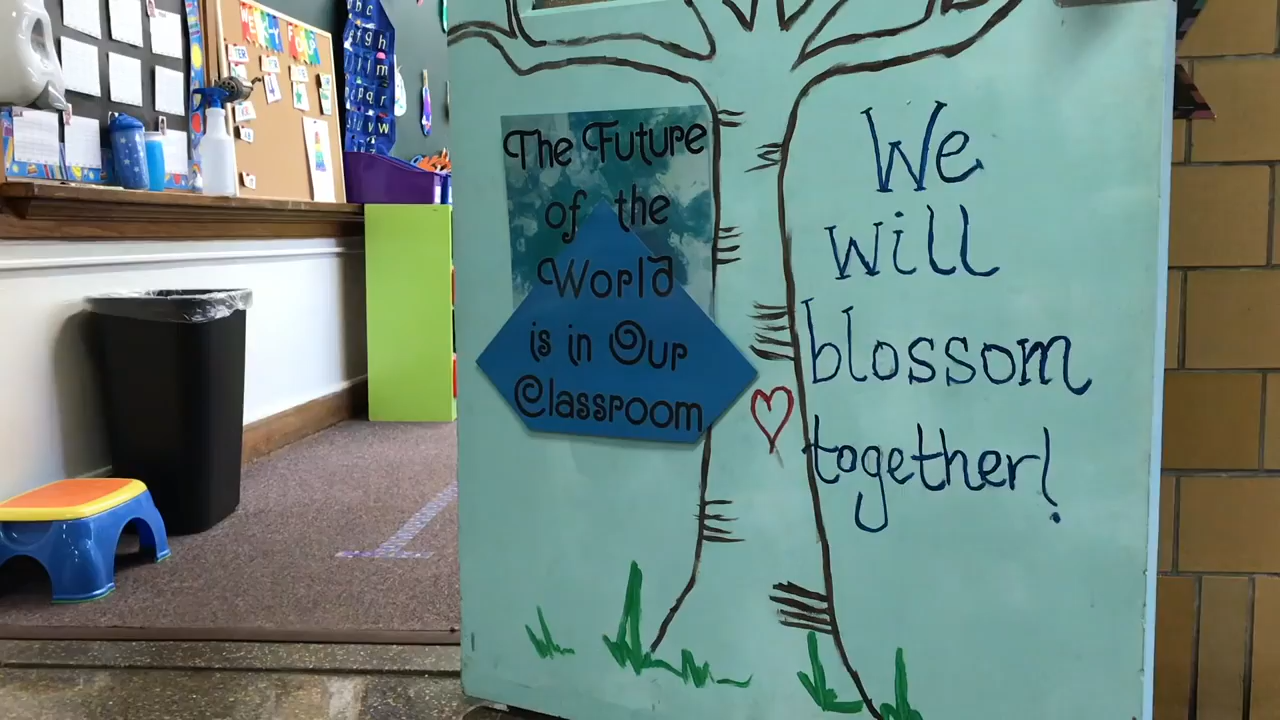 The Future
of the
World
is in Our
Classroom
We
will
blossom
together!